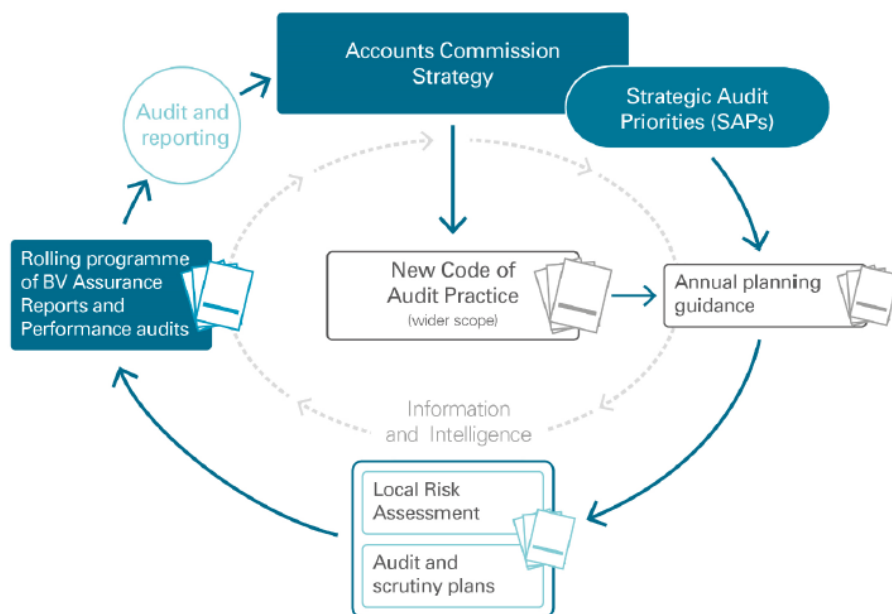 Accounts Commission
Strategy
Strategic Audit
Priorities (SAPs)
Audit and
reporting
Rolling programme
of BV Assurance
Reports and
Performance audits
New Code of
Audit Practice
(wider scope)
Annual planning
guidance
Information
and Intelligence
Local Risk
Assessment
Audit and
scrutiny plans